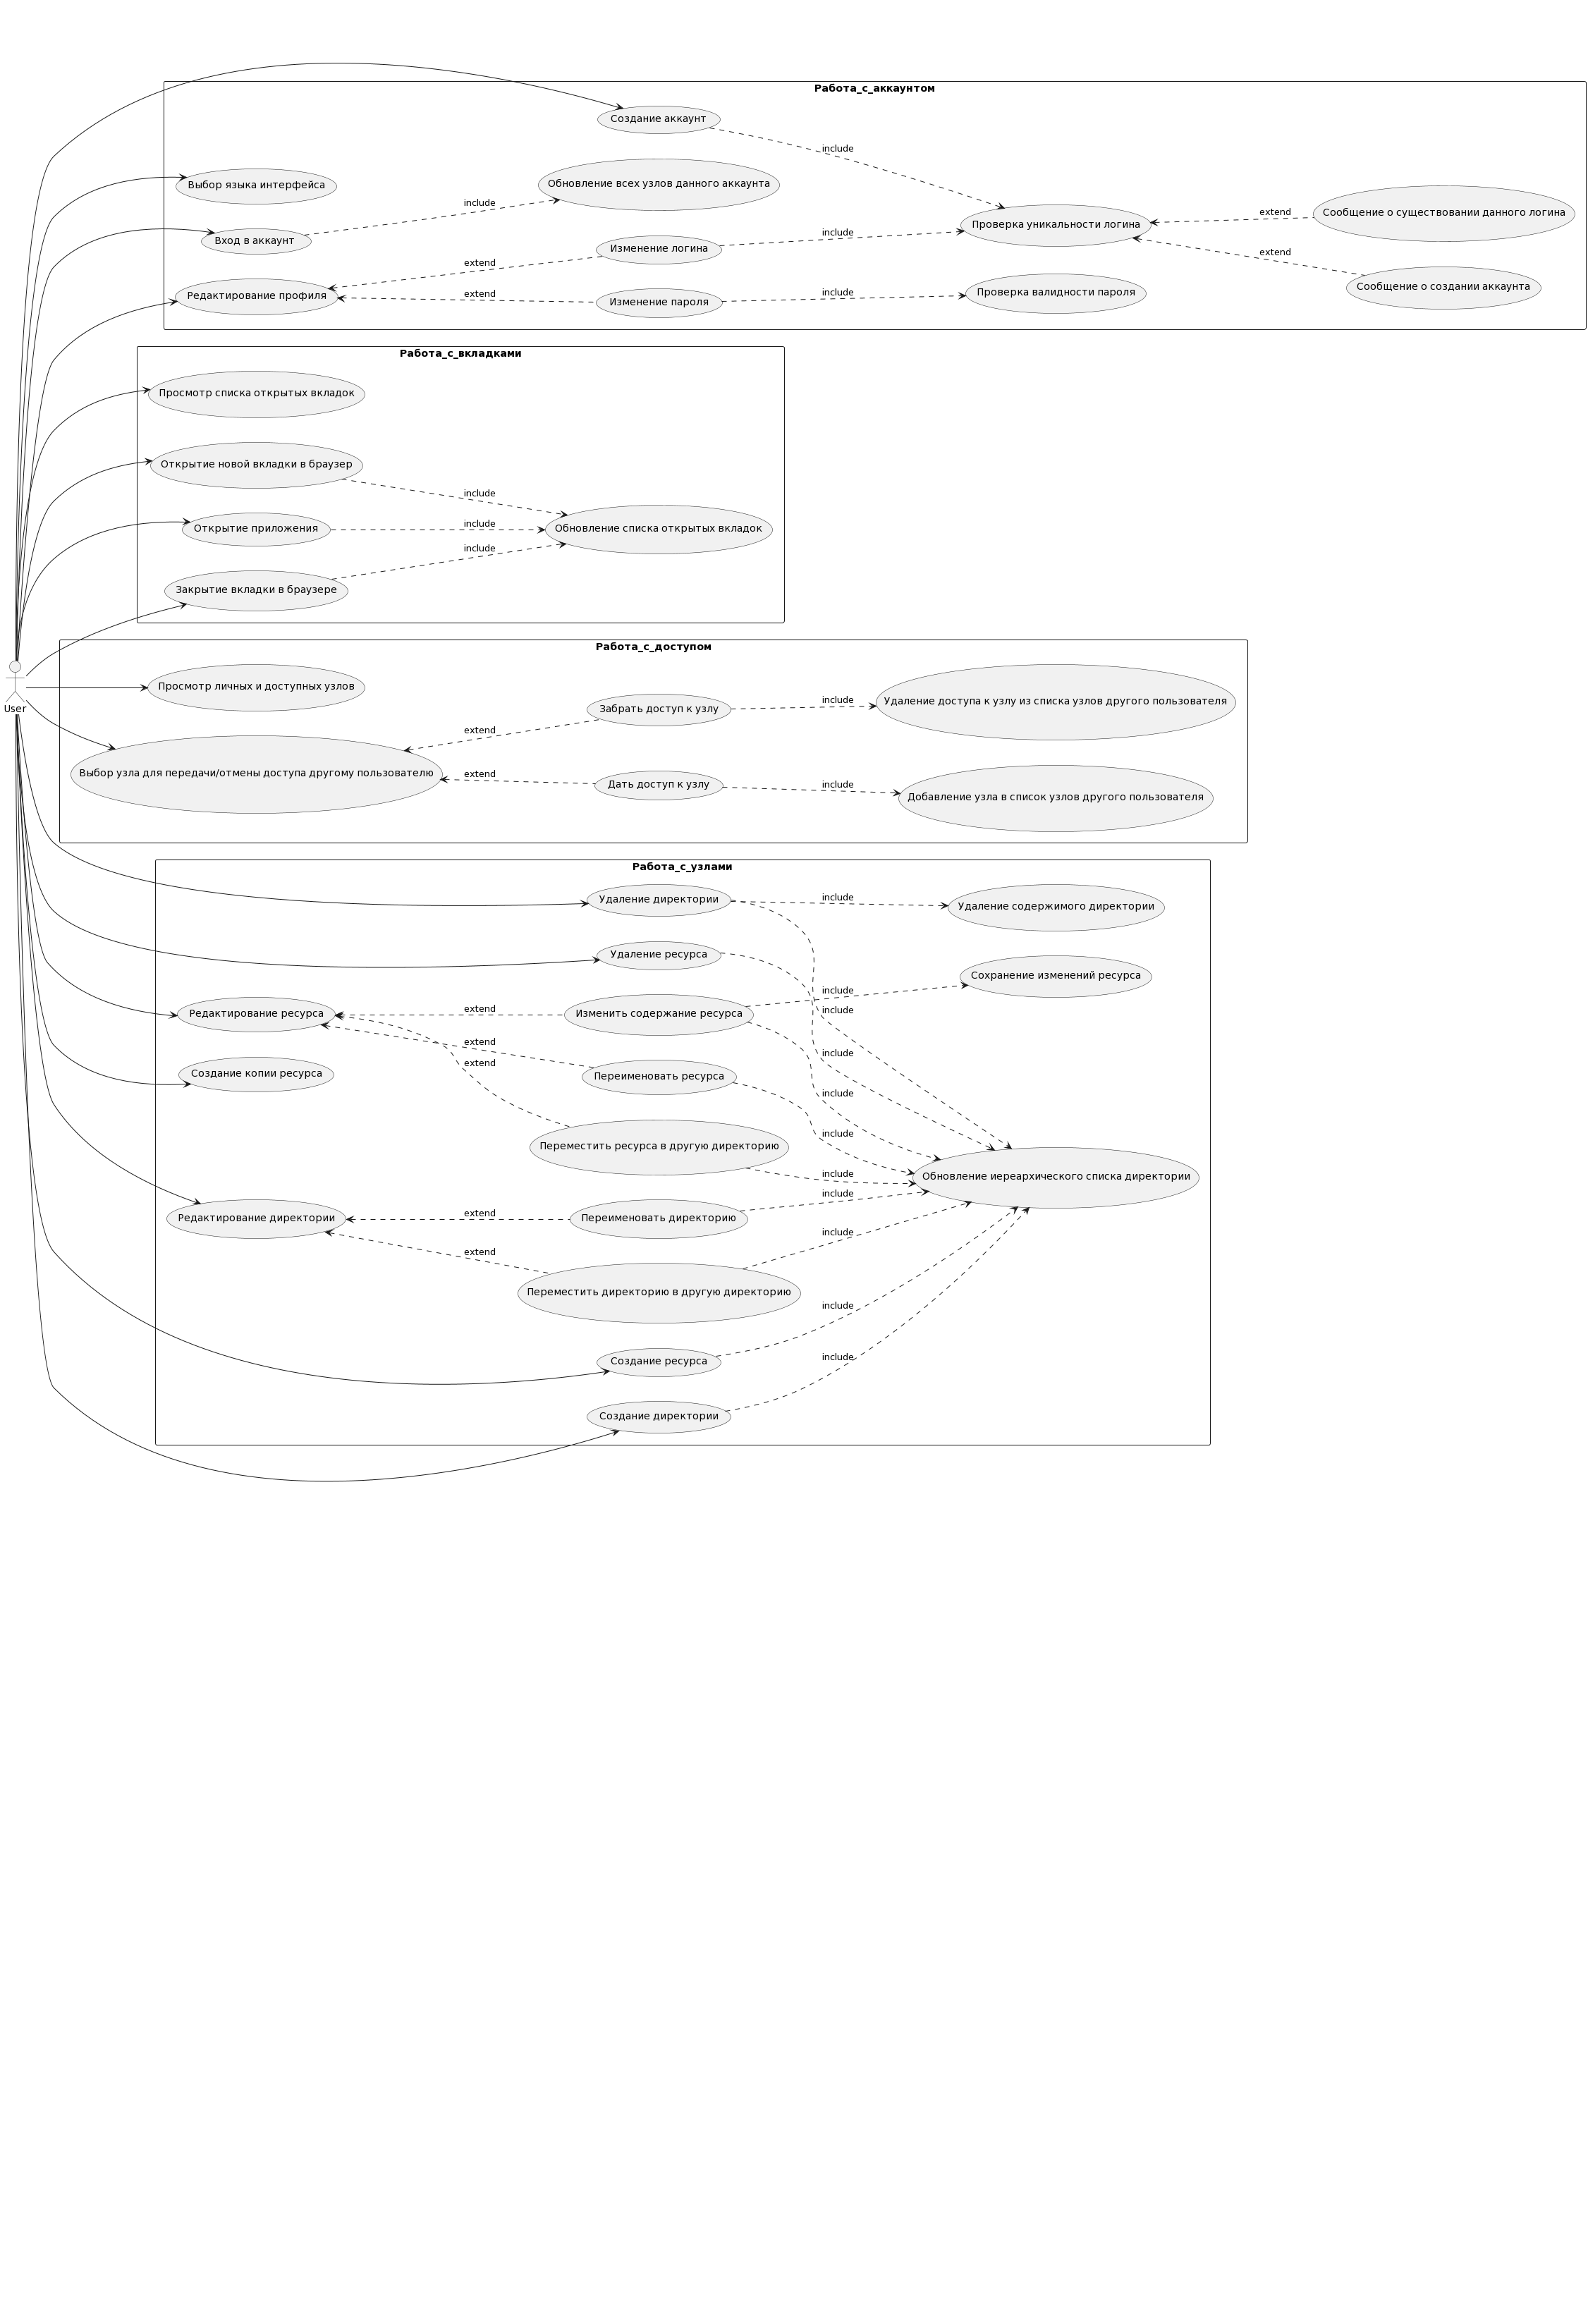 Работа_с_аккаунтом
Создание аккаунт
include
Обновление всех узлов данного аккаунта
Выбор языка интерфейса
include
Сообщение о существовании данного логина
extend
Проверка уникальности логина
include
Вход в аккаунт
Изменение логина
extend
extend
Сообщение о создании аккаунта
Редактирование профиля
extend
Изменение пароля
include
Проверка валидности пароля
Работа_с_вкладками
Просмотр списка открытых вкладок
Открытие новой вкладки в браузер
include
Открытие приложения
include
Обновление списка открытых вкладок
include
Закрытие вкладки в браузере
User
Работа_с_доступом
Просмотр личных и доступных узлов
Забрать доступ к узлу
include
Удаление доступа к узлу из списка узлов другого пользователя
extend
Выбор узла для передачи/отмены доступа другому пользователю
extend
Дать доступ к узлу
include
Добавление узла в список узлов другого пользователя
Работа_с_узлами
Удаление директории
include
Удаление содержимого директории
Удаление ресурса
Сохранение изменений ресурса
include
include
Редактирование ресурса
extend
Изменить содержание ресурса
extend
include
extend
Создание копии ресурса
Переименовать ресурса
include
include
Переместить ресурса в другую директорию
include
Обновление иереархического списка директории
include
Редактирование директории
extend
Переименовать директорию
include
extend
Переместить директорию в другую директорию
include
Создание ресурса
include
Создание директории